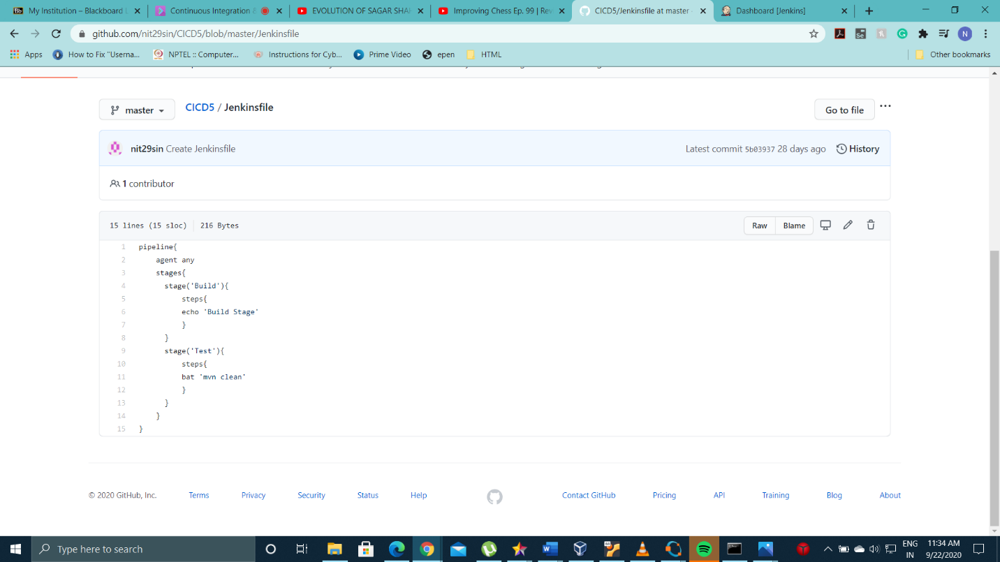 My Institution – Blackboard L
Continuous Integration &
EVOLUTION OF SAGAR SHAH
Improving Chess Ep. 99 | Rev
CICD5/Jenkinsfile at master ·
Dashboard [Jenkins]
github.com/nit29sin/CICD5/blob/master/Jenkinsfile
N
Apps
How to Fix "Userna...
NPTEL :: Computer...
Instructions for Cyb...
Prime Video
epen
HTML
Other bookmarks
master
CICD5 / Jenkinsfile
Go to file
nit29sin Create Jenkinsfile
Latest commit 5b03937 28 days ago
History
1 contributor
15 lines (15 sloc)
216 Bytes
Raw
Blame
1 pipeline{
2 agent any
3 stages{
4 stage('Build'){
5 steps{
6 echo 'Build Stage'
7 }
8 }
9 stage('Test'){
10 steps{
11 bat 'mvn clean'
12 }
13 }
14 }
15 }
© 2020 GitHub, Inc.
Terms
Privacy
Security
Status
Help
Contact GitHub
Pricing
API
Training
Blog
About
Type here to search
ENG
IN
11:34 AM
9/22/2020